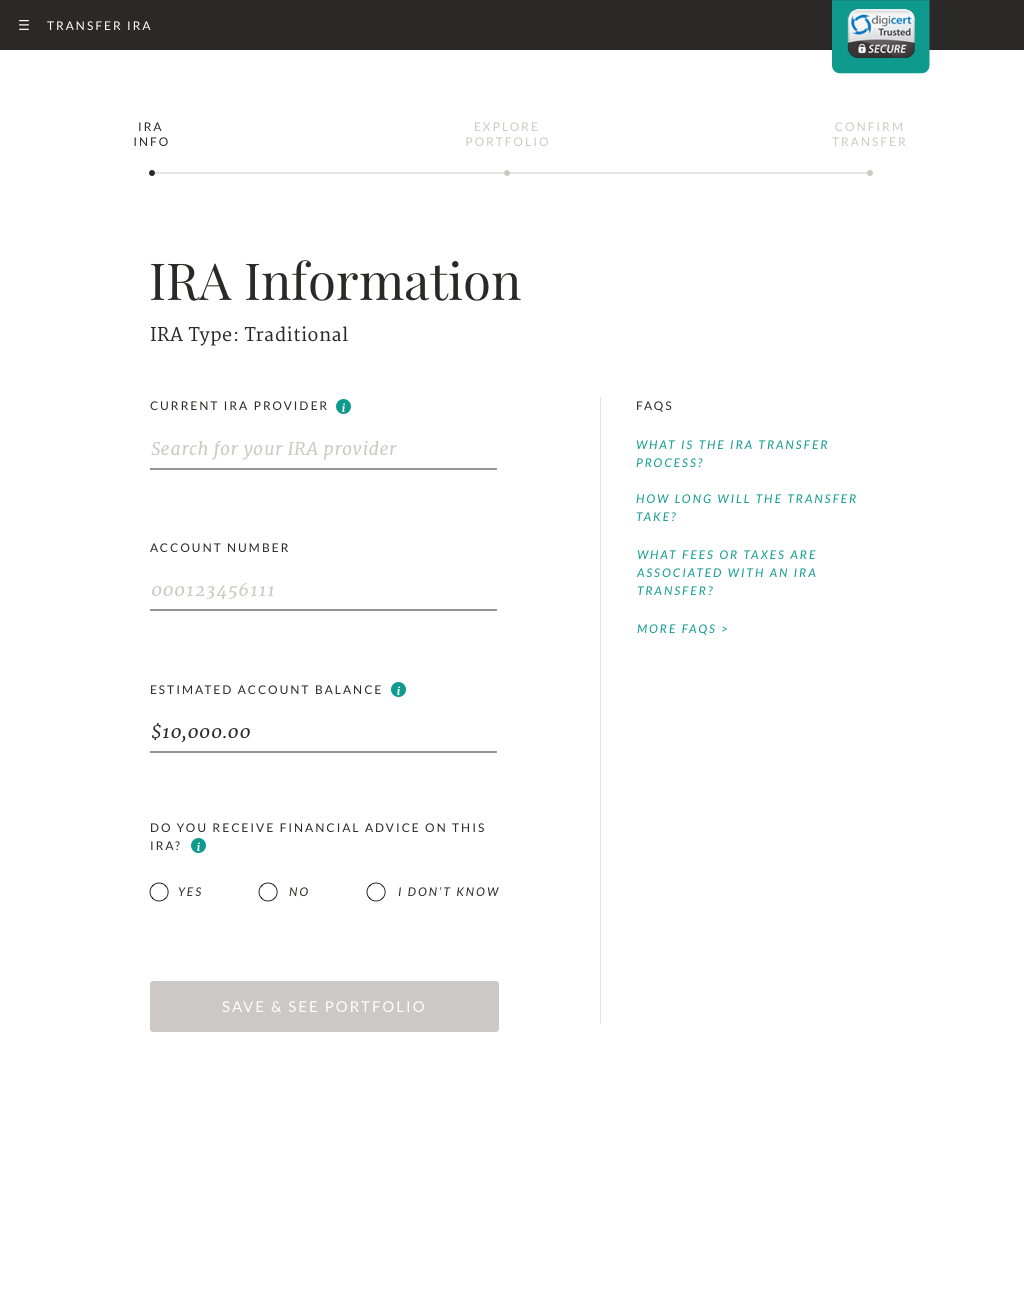 ☰ TRANSFER IRA
digicert
Trusted
SECURE
IRA
INFO
EXPLORE
PORTFOLIO
CONFIRM
TRANSFER
IRA Information
IRA Type: Traditional
CURRENT IRA PROVIDER i
Search for your IRA provider
ACCOUNT NUMBER
000123456111
ESTIMATED ACCOUNT BALANCE i
$10,000.00
DO YOU RECEIVE FINANCIAL ADVICE ON THIS
IRA? i
YES NO I DON'T KNOW
SAVE & SEE PORTFOLIO
FAQS
WHAT IS THE IRA TRANSFER
PROCESS?
HOW LONG WILL THE TRANSFER
TAKE?
WHAT FEES OR TAXES ARE
ASSOCIATED WITH AN IRA
TRANSFER?
MORE FAQS >